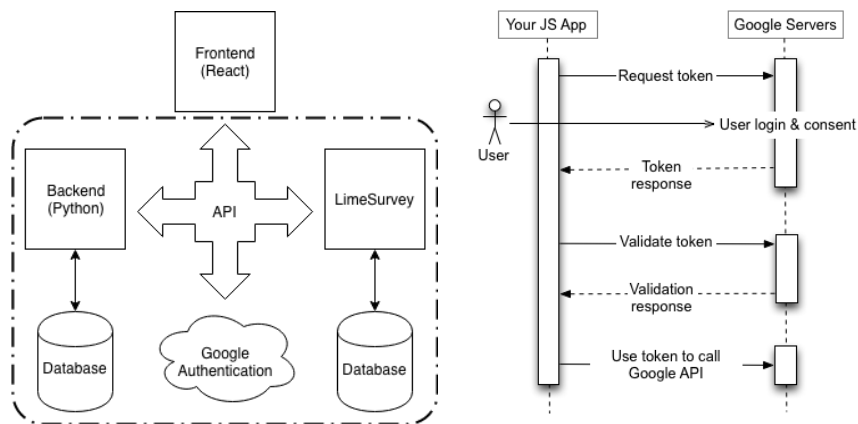 Frontend
(React)
Backend
(Python)
API
LimeSurvey
Database
Google
Authentication
Database
Your JS App
Google Servers
Request token
User login & consent
User
Token
response
Validate token
Validation
response
Use token to call
Google API